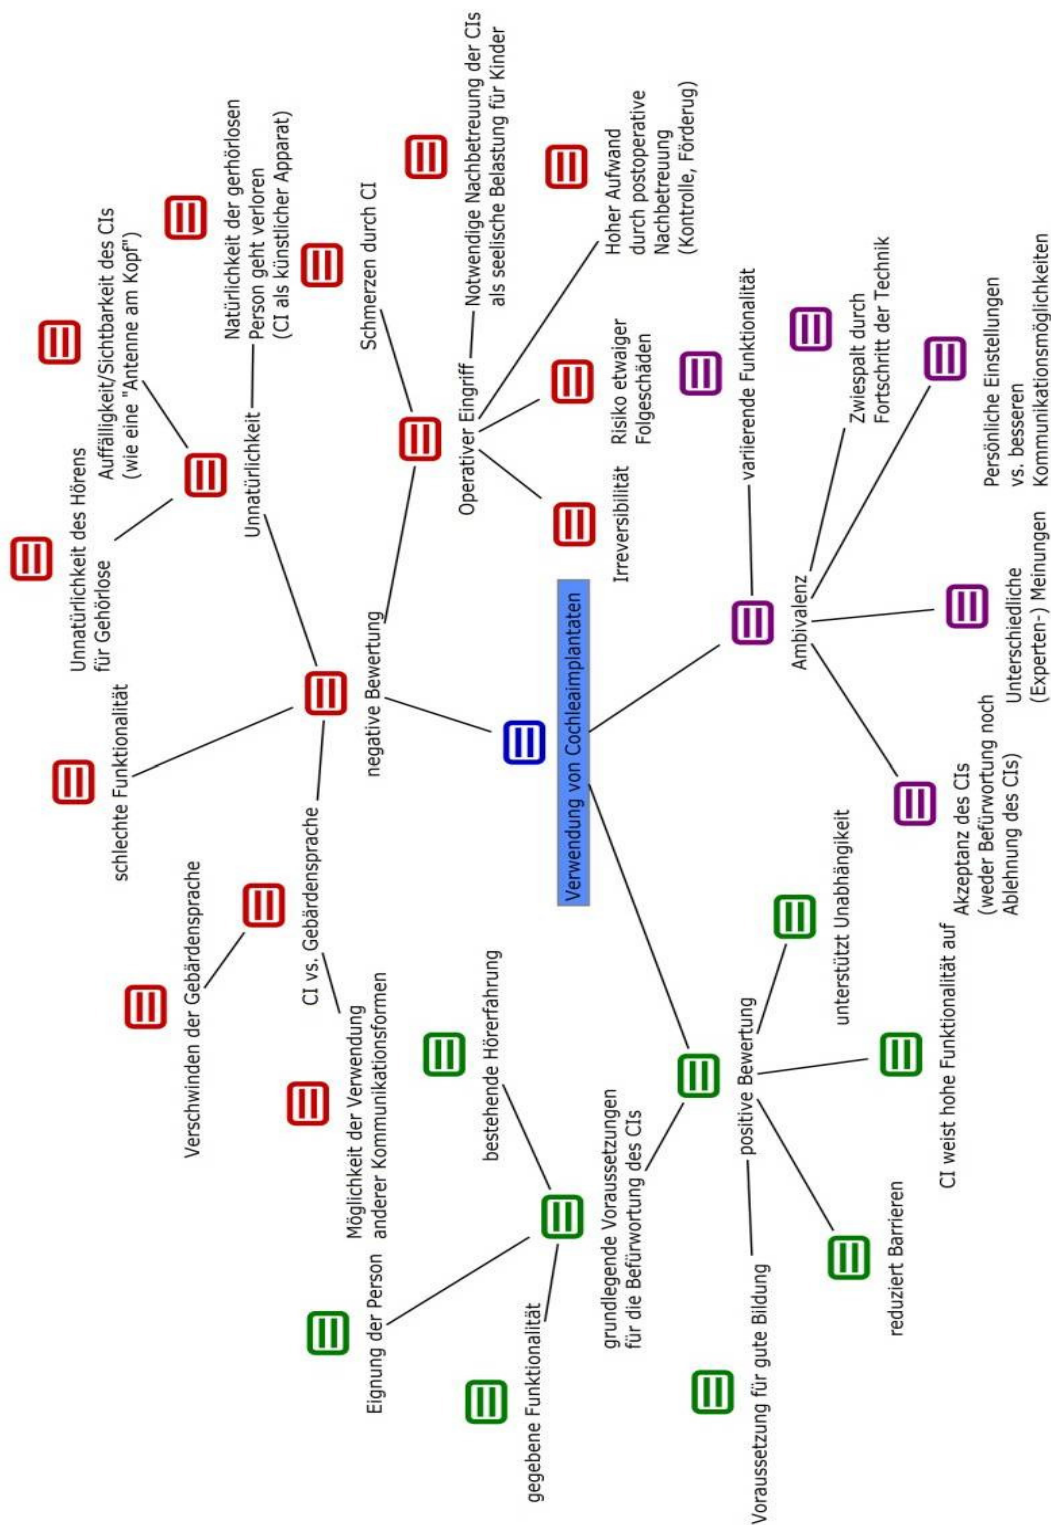 Unnatürlichkeit des Hörens
für Gehörlose
Auffälligkeit/Sichtbarkeit des CIs
(wie eine "Antenne am Kopf")
schlechte Funktionalität
Verschwinden der Gebärdensprache
Natürlichkeit der gerhörlosen
Person geht verloren
(CI als künstlicher Apparat)
Unnatürlichkeit
CI vs. Gebärdensprache
Möglichkeit der Verwendung
anderer Kommunikationsformen
negative Bewertung
Schmerzen durch CI
Operativer Eingriff
Notwendige Nachbetreuung der CIs
als seelische Belastung für Kinder
Eignung der Person
bestehende Hörerfahrung
gegebene Funktionalität
Verwendung von Cochleaimplantaten
Irreversibilität
Risiko etwaiger
Folgeschäden
Hoher Aufwand
durch postoperative
Nachbetreuung
(Kontrolle, Förderug)
grundlegende Voraussetzungen
für die Befürwortung des CIs
positive Bewertung
Voraussetzung für gute Bildung
variierende Funktionalität
Ambivalenz
unterstützt Unabhängikeit
reduziert Barrieren
CI weist hohe Funktionalität auf
Zwiespalt durch
Fortschritt der Technik
Akzeptanz des CIs
(weder Befürwortung noch
Ablehnung des CIs)
Unterschiedliche
(Experten-) Meinungen
Persönliche Einstellungen
vs. besseren
Kommunikationsmöglichkeiten